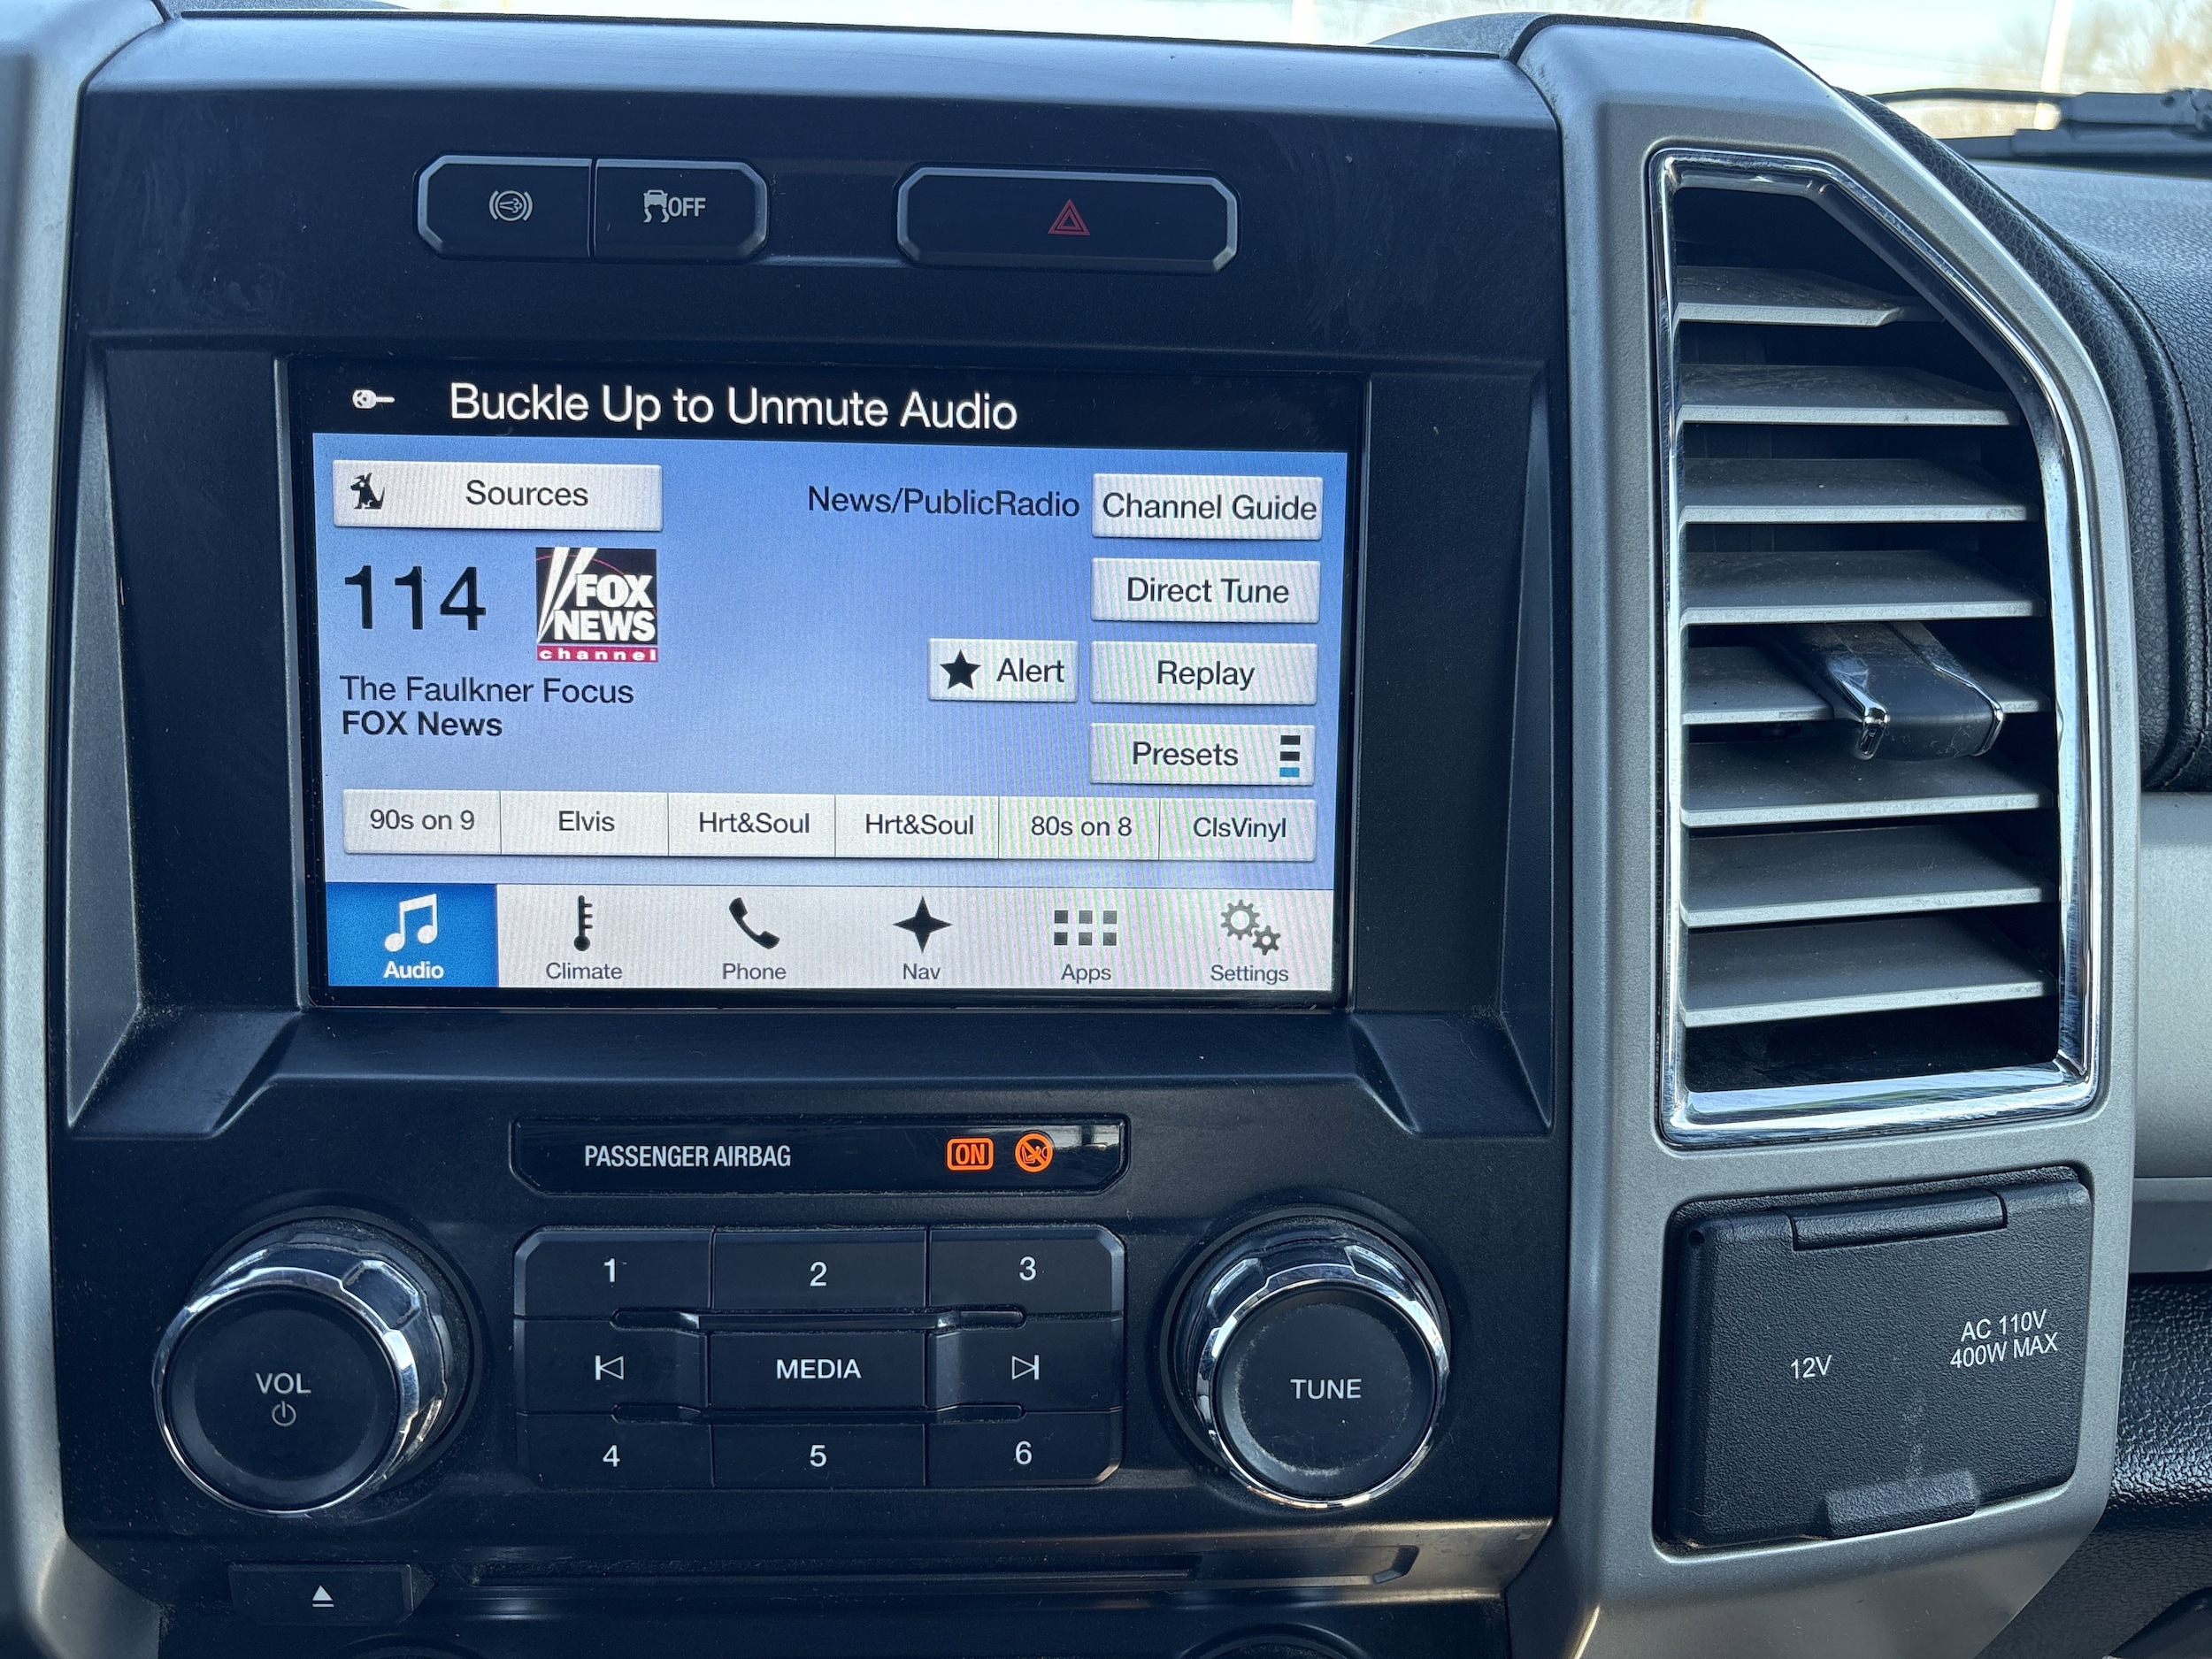 OFF
Buckle Up to Unmute Audio
Sources
News/PublicRadio
Channel Guide
114
FOX
NEWS
channel
Direct Tune
The Faulkner Focus
FOX News
Alert
Replay
Presets
90s on 9
Elvis
Hrt&Soul
Hrt&Soul
80s on 8
ClsVinyl
Audio
Climate
Phone
Nav
Apps
Settings
PASSENGER AIRBAG
ON
VOL
1
2
3
MEDIA
4
5
6
TUNE
12V
AC 110V
400W MAX